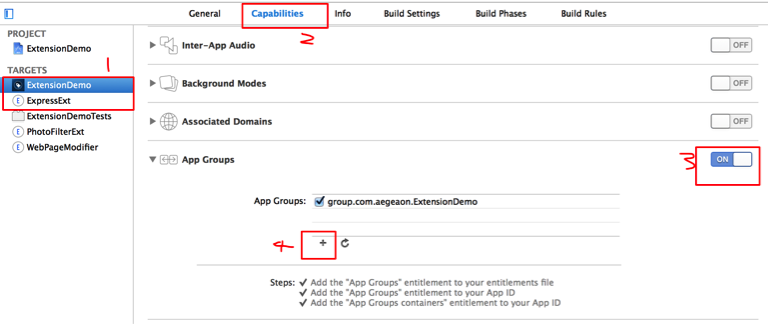 General Capabilities Info Build Settings Build Phases Build Rules
2
PROJECT
ExtensionDemo
1
TARGETS
ExtensionDemo
E ExpressExt
ExtensionDemoTests
E PhotoFilterExt
E WebPageModifier
Inter-App Audio OFF
Background Modes OFF
Associated Domains OFF
3
App Groups ON
App Groups: group.com.aegeaon.ExtensionDemo
4
+
Steps: ✓ Add the "App Groups" entitlement to your entitlements file
✓ Add the "App Groups" entitlement to your App ID
✓ Add the "App Groups containers" entitlement to your App ID